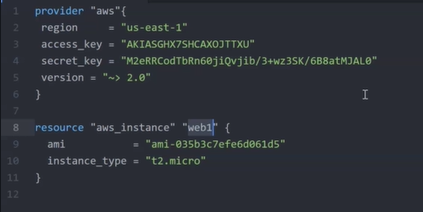 1 provider "aws"{
2 region = "us-east-1"
3 access_key = "AKIASGHX7SHCAXOJTTXU"
4 secret_key = "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"
5 version = "~> 2.0"
6 }
7
8 resource "aws_instance" "web1" {
9 ami = "ami-035b3c7efe6d061d5"
10 instance_type = "t2.micro"
11 }
12